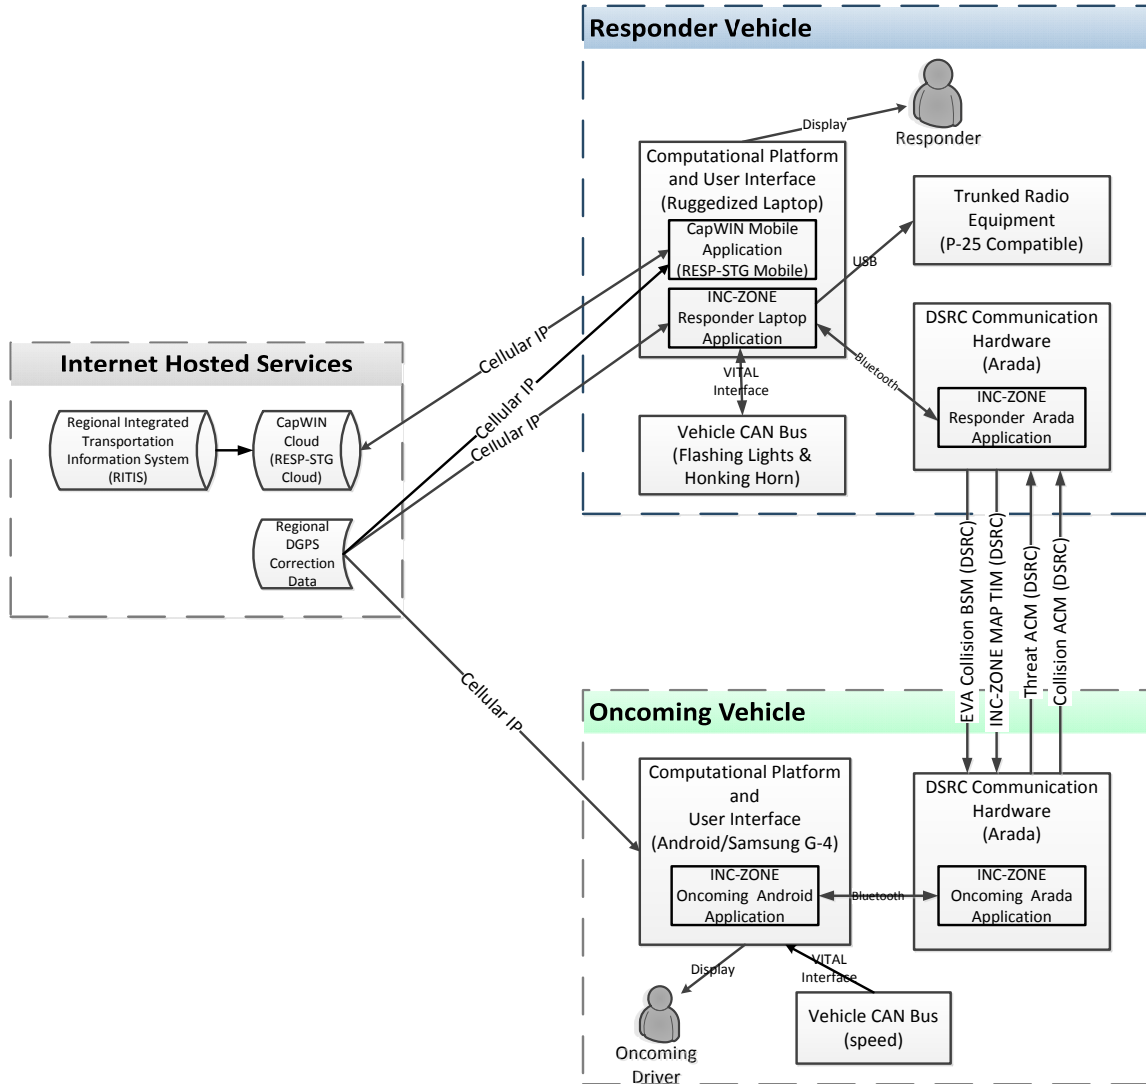 Responder Vehicle
Display
Responder
Computational Platform
and User Interface
(Ruggedized Laptop)
CapWIN Mobile
Application
(RESP-STG Mobile)
INC-ZONE
Responder Laptop
Application
Trunked Radio
Equipment
(P-25 Compatible)
USB
DSRC Communication
Hardware
(Arada)
INC-ZONE
Responder Arada
Application
Bluetooth
VITAL
Interface
Vehicle CAN Bus
(Flashing Lights &
Honking Horn)
Cellular IP
Cellular IP
Cellular IP
Internet Hosted Services
Regional Integrated
Transportation
Information System
(RITIS)
CapWIN
Cloud
(RESP-STG
Cloud)
Regional
DGPS
Correction
Data
Cellular IP
EVA Collision BSM (DSRC)
INC-ZONE MAP TIM (DSRC)
Threat ACM (DSRC)
Collision ACM (DSRC)
Oncoming Vehicle
Computational Platform
and
User Interface
(Android/Samsung G-4)
INC-ZONE
Oncoming Android
Application
Bluetooth
DSRC Communication
Hardware
(Arada)
INC-ZONE
Oncoming Arada
Application
Display
VITAL
Interface
Oncoming
Driver
Vehicle CAN Bus
(speed)